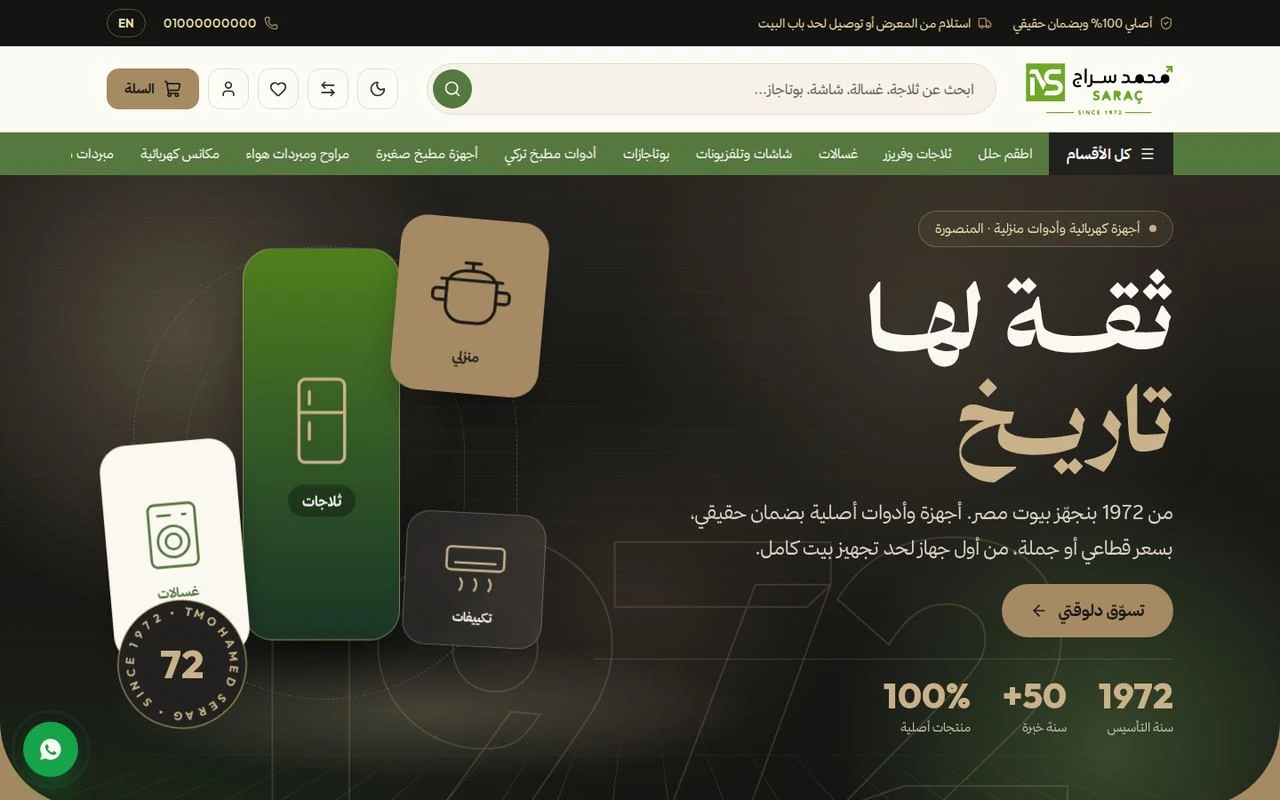 أصلي 100% وبضمان حقيقي
استلام من المعرض أو توصيل لحد باب البيت
01000000000
EN
محمد سراج
SARAÇ
SINCE 1972
ابحث عن ثلاجة، غسالة، شاشة، بوتاجاز...
السلة
كل الأقسام
اطقم حلل
ثلاجات وفريزر
غسالات
شاشات وتلفزيونات
بوتاجازات
أدوات مطبخ تركي
أجهزة مطبخ صغيرة
مراوح ومبردات هواء
مكانس كهربائية
مبردات
أجهزة كهربائية وأدوات منزلية · المنصورة
ثقة لها
تاريخ
من 1972 بنجهّز بيوت مصر. أجهزة وأدوات أصلية بضمان حقيقي،
بسعر قطاعي أو جملة، من أول جهاز لحد تجهيز بيت كامل.
تسوّق دلوقتي
1972
سنة التأسيس
+50
سنة خبرة
100%
منتجات أصلية
منزلي
ثلاجات
غسالات
تكييفات
TMOHAMED SERAG • SINCE 1972 •
72
1972